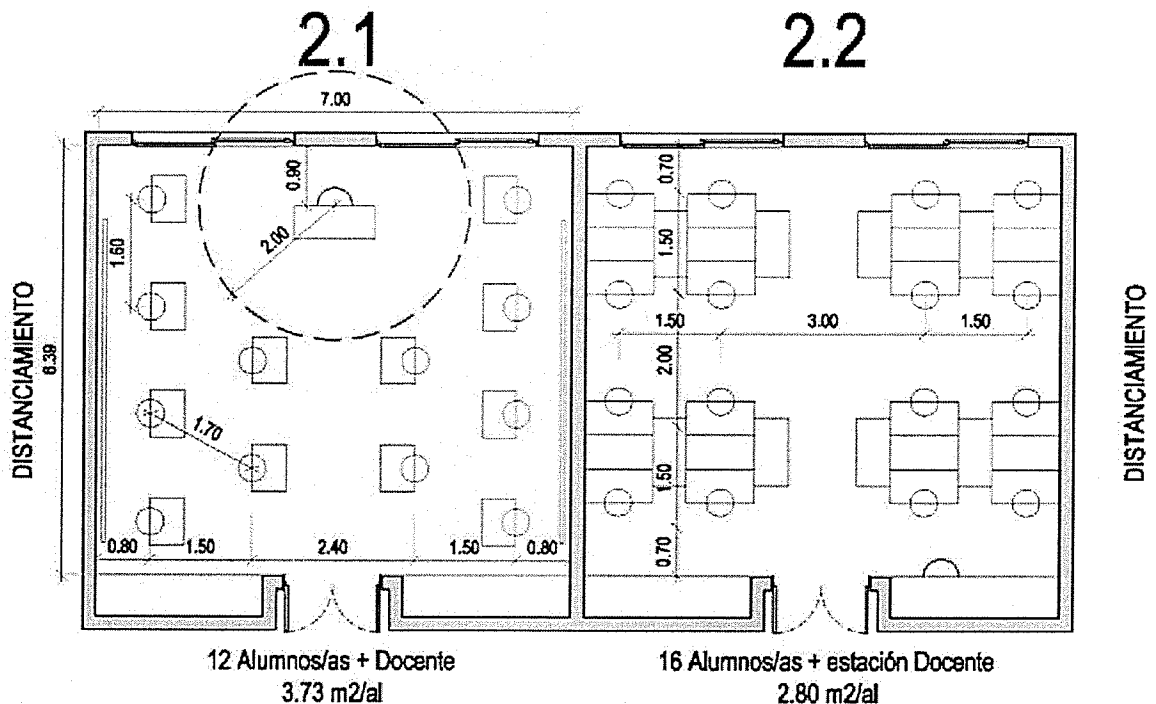 2.1
2.2
7.00
0.90
2.00
1.60
6.39
1.70
0.80 1.50 2.40 1.50 0.80
0.70
1.50
1.50 3.00 1.50
2.00
1.50
0.70
DISTANCIAMIENTO
DISTANCIAMIENTO
12 Alumnos/as + Docente
3.73 m2/al
16 Alumnos/as + estación Docente
2.80 m2/al